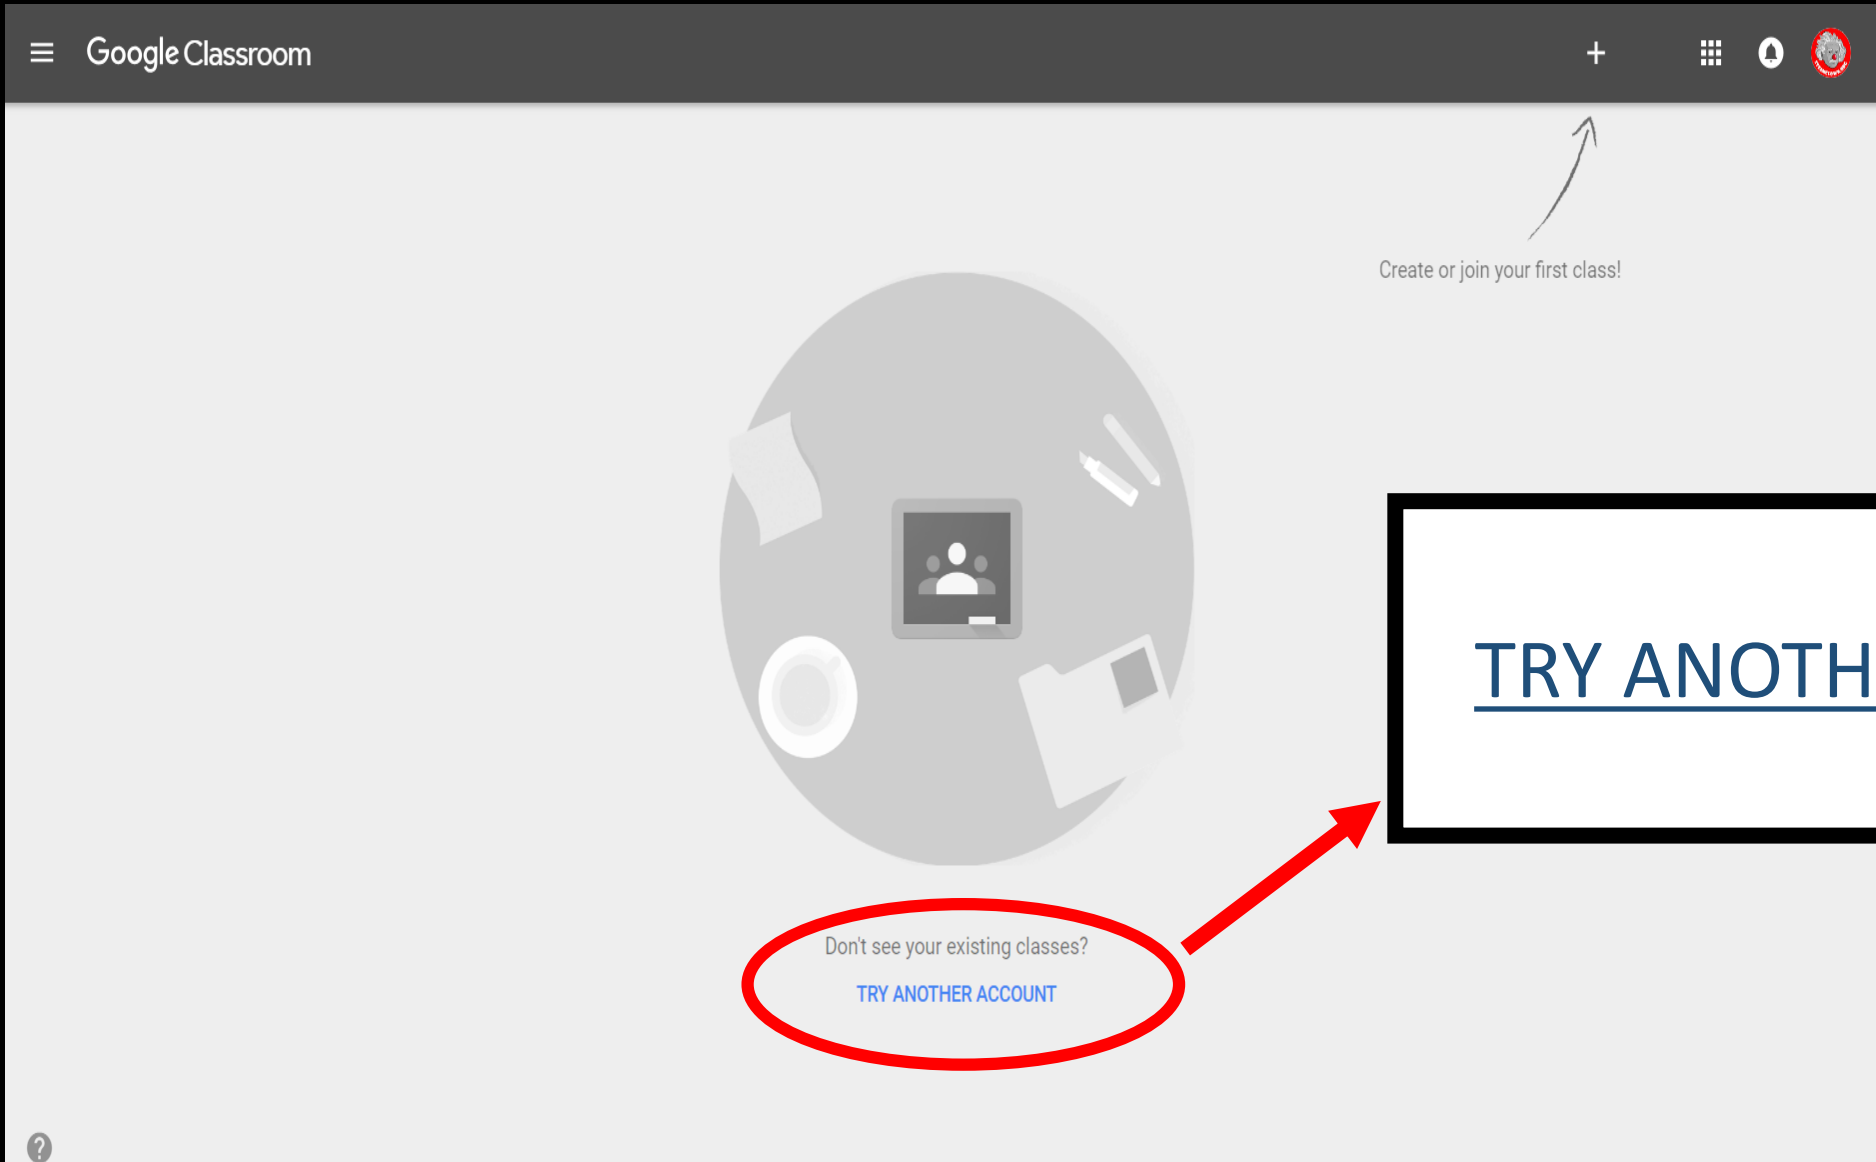 Google Classroom
Create or join your first class!
TRY ANOTH
Don't see your existing classes?
TRY ANOTHER ACCOUNT